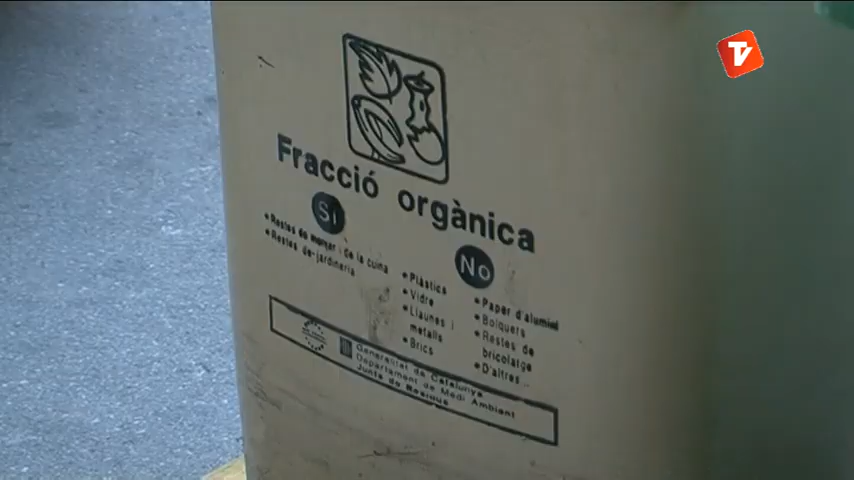 TV
Fracció orgànica
Sí
• Restes de menjar i de la cuina
• Restes de jardineria
No
• Plàstics
• Vidre
• Llaunes i
metalls
• Brics
• Paper d'alumini
• Bolquers
• Restes de
bricolatge
• D'altres
Generalitat de Catalunya
Departament de Medi Ambient
Junta de Residus